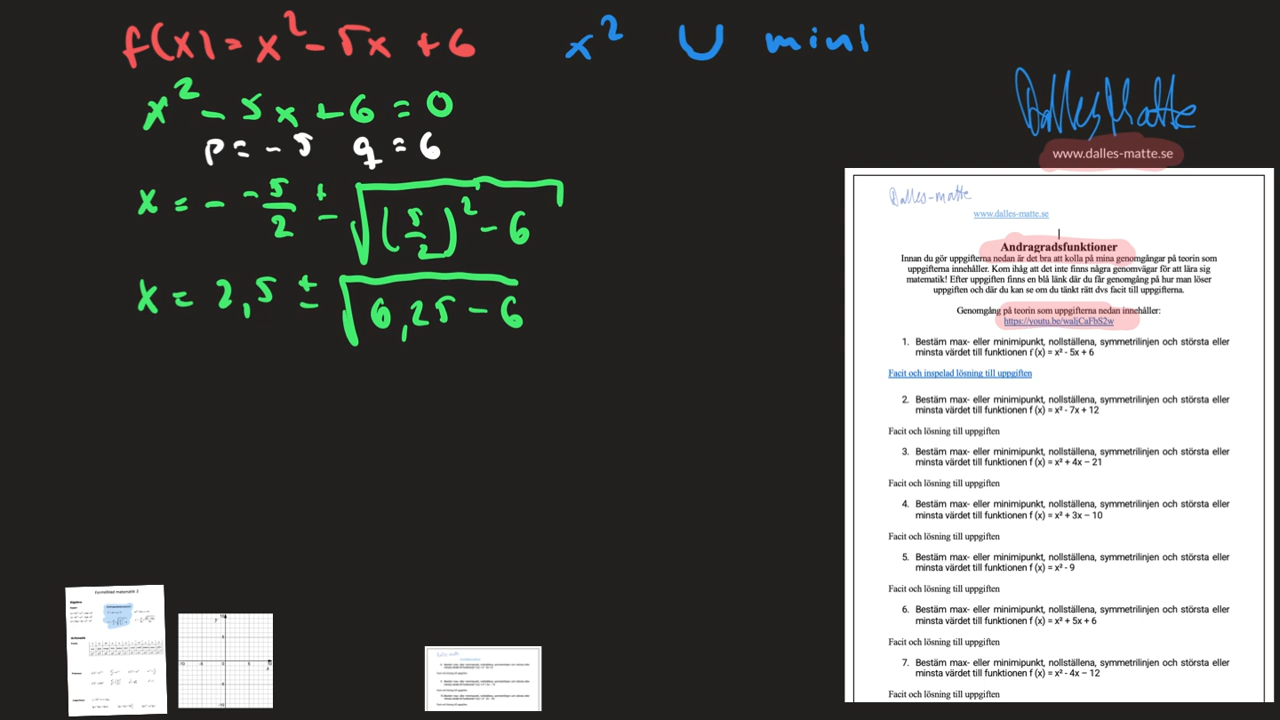 f(x) = x² - 5x + 6
x² ∪ mini
x² - 5x + 6 = 0
p = - 5 q = 6
x = - -5/2 ± √((5/2)² - 6)
x = 2,5 ± √(6,25 - 6)
DallesMatte
www.dalles-matte.se
Dalles-matte
www.dalles-matte.se
Andragradsfunktioner
Innan du gör uppgifterna nedan är det bra att kolla på mina genomgångar på teorin som
uppgifterna innehåller. Kom ihåg att det inte finns några genomvägar för att lära sig
matematik! Efter uppgiften finns en blå länk där du får genomgång på hur man löser
uppgiften och där du kan se om du tänkt rätt dvs facit till uppgifterna.
Genomgång på teorin som uppgifterna nedan innehåller:
1. Bestäm max- eller minimipunkt, nollställena, symmetrilinjen och största eller
minsta värdet till funktionen f (x) = x² - 5x + 6
Facit och inspelad lösning till uppgiften
2. Bestäm max- eller minimipunkt, nollställena, symmetrilinjen och största eller
minsta värdet till funktionen f (x) = x² - 7x + 12
Facit och lösning till uppgiften
3. Bestäm max- eller minimipunkt, nollställena, symmetrilinjen och största eller
minsta värdet till funktionen f (x) = x² + 4x – 21
Facit och lösning till uppgiften
4. Bestäm max- eller minimipunkt, nollställena, symmetrilinjen och största eller
minsta värdet till funktionen f (x) = x² + 3x – 10
Facit och lösning till uppgiften
5. Bestäm max- eller minimipunkt, nollställena, symmetrilinjen och största eller
minsta värdet till funktionen f (x) = x² - 9
Facit och lösning till uppgiften
6. Bestäm max- eller minimipunkt, nollställena, symmetrilinjen och största eller
minsta värdet till funktionen f (x) = x² + 5x + 6
Facit och lösning till uppgiften
7. Bestäm max- eller minimipunkt, nollställena, symmetrilinjen och största eller
minsta värdet till funktionen f (x) = x² - 4x – 12
Facit och lösning till uppgiften